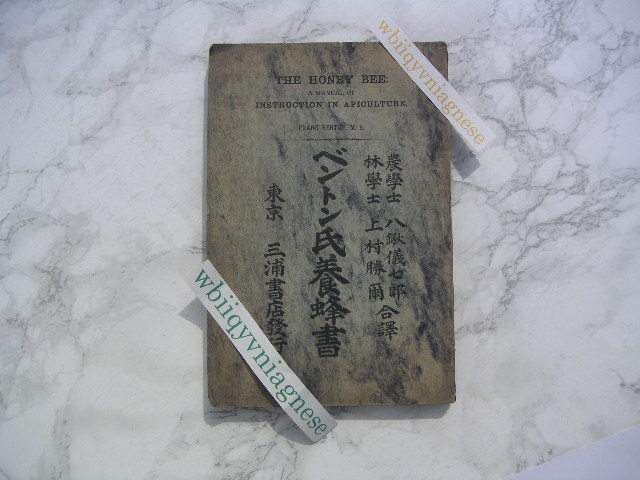 THE HONEY BEE:
A MANUAL OF
INSTRUCTION IN APICULTURE.
FRANK BENTON, M. S.
農學士 八鍬儀七郎
林學士 上村勝爾 合譯
ベントン氏養蜂書
東京 三浦書店發行
wbiiqyvniagnese
wbiiqyvniagnese